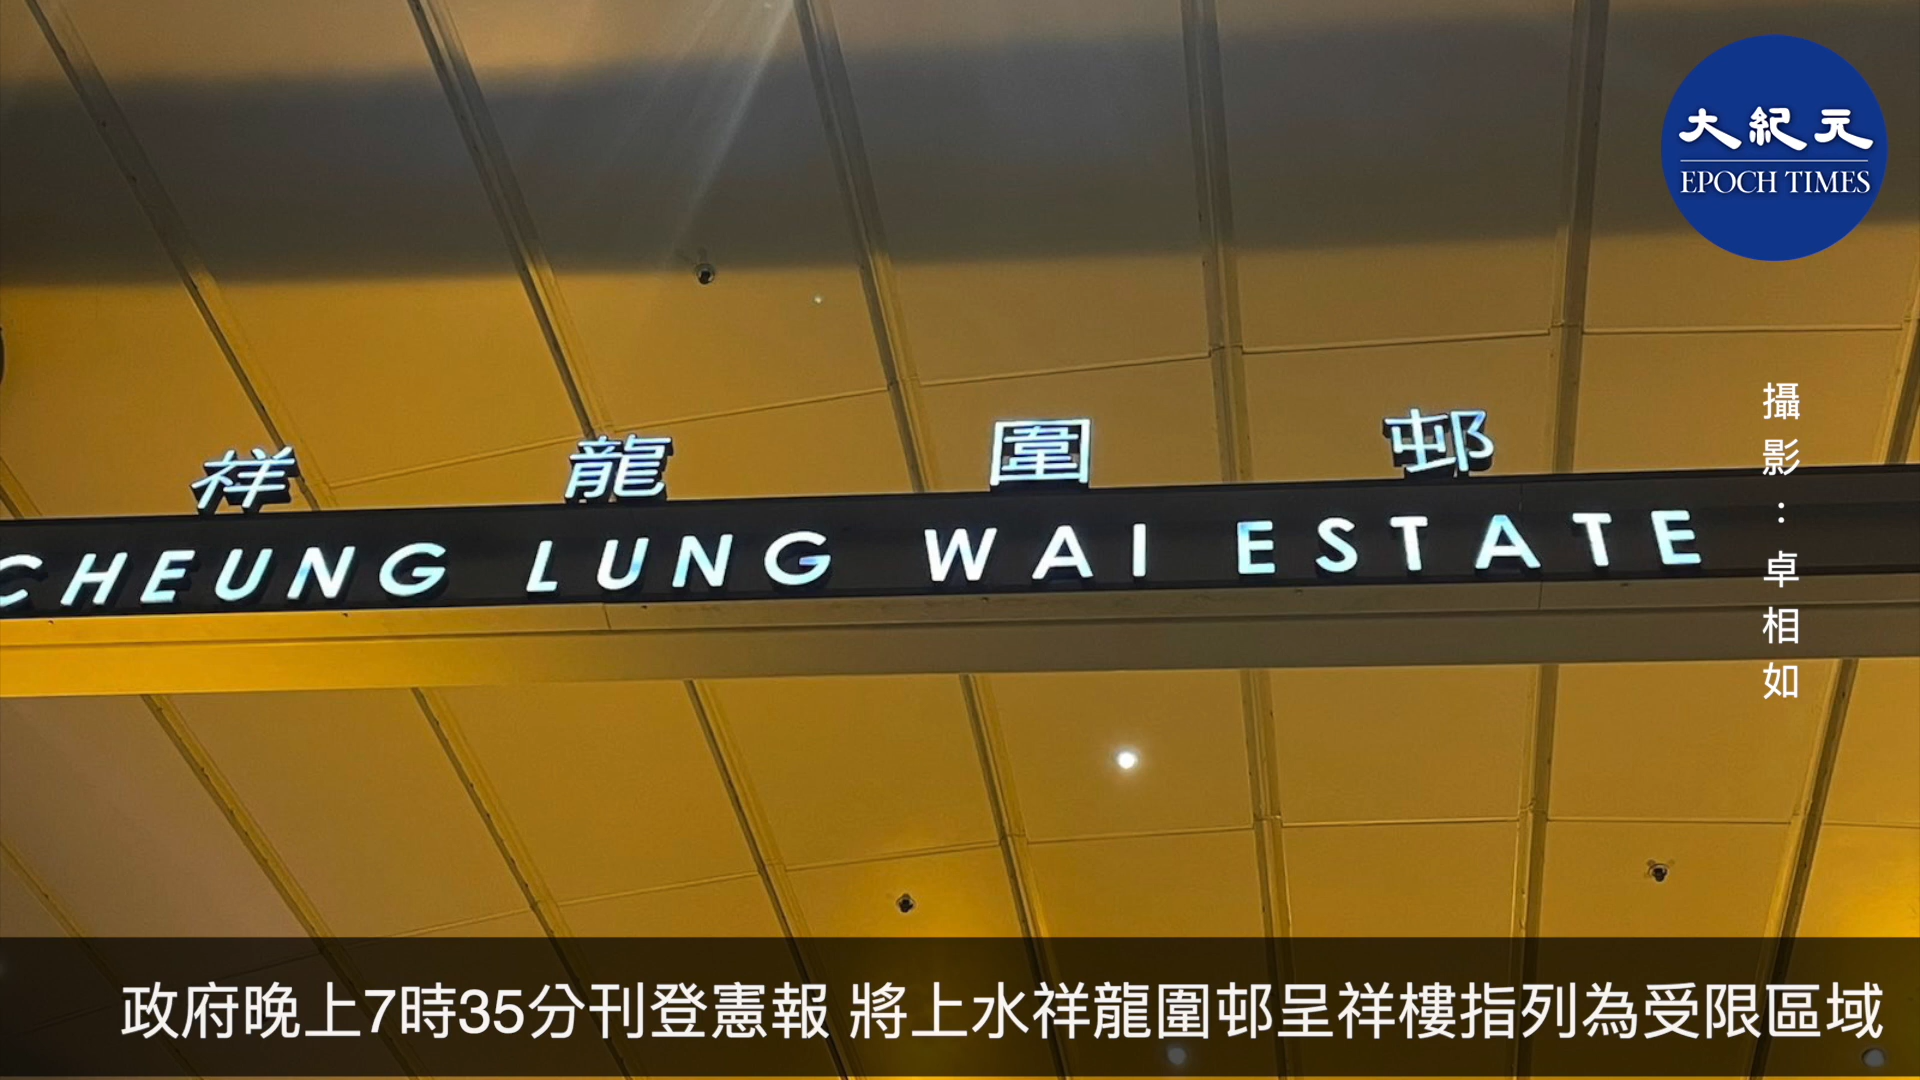 大紀元
EPOCH TIMES
祥龍圍邨
CHEUNG LUNG WAI ESTATE
攝影：卓相如
政府晚上7時35分刊登憲報 將上水祥龍圍邨呈祥樓指列為受限區域